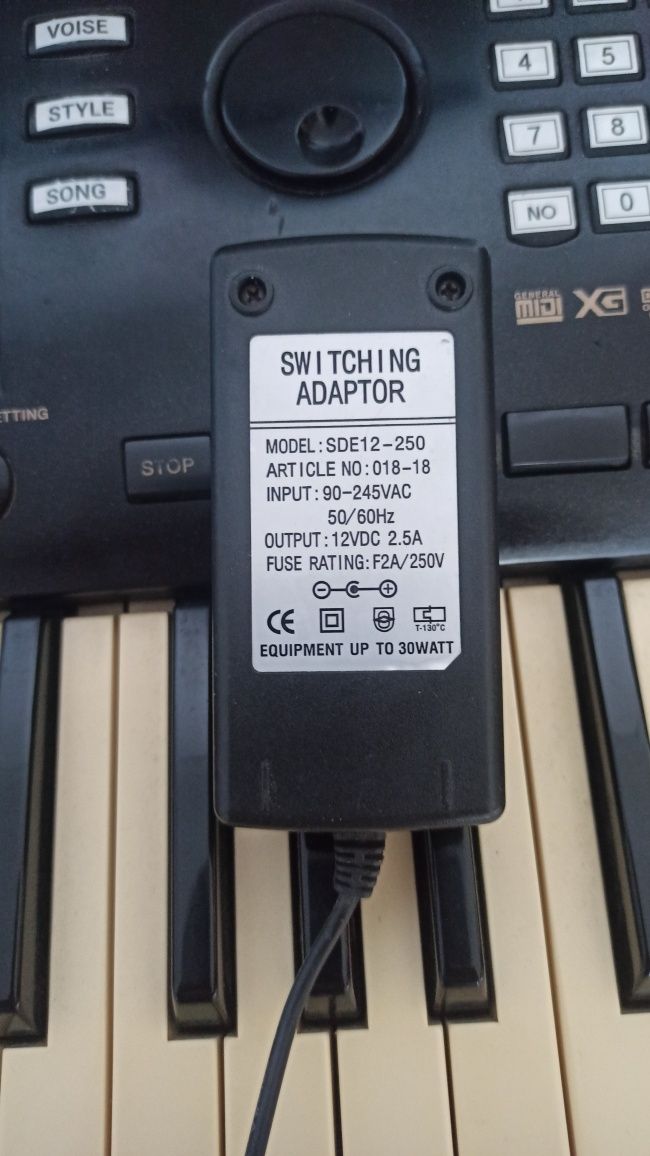 VOISE
STYLE
SONG
4 5
7 8
NO 0
GENERAL
MIDI XG
ETTING
STOP
SWITCHING
ADAPTOR
MODEL:SDE12-250
ARTICLE NO:018-18
INPUT:90-245VAC
50/60Hz
OUTPUT:12VDC 2.5A
FUSE RATING:F2A/250V
CE
T-130°C
EQUIPMENT UP TO 30WATT